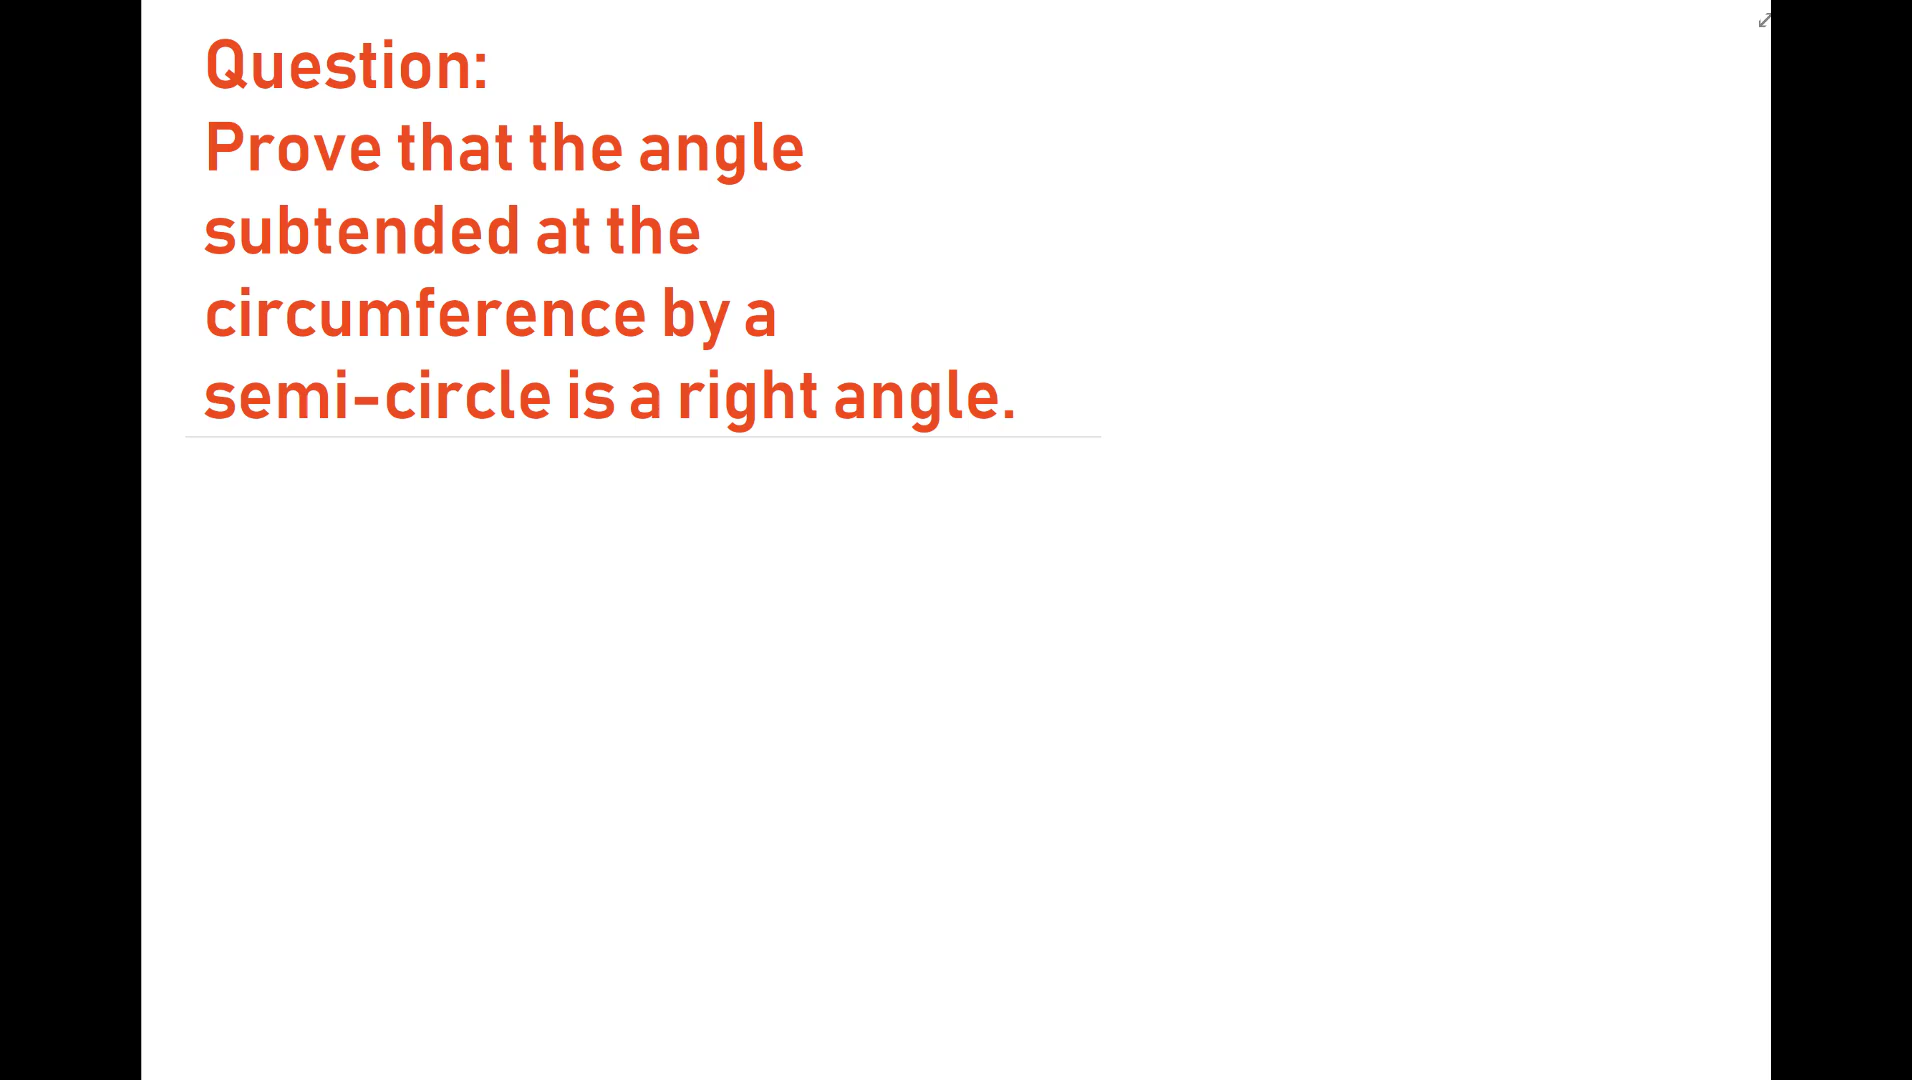 Question:
Prove that the angle
subtended at the
circumference by a
semi-circle is a right angle.